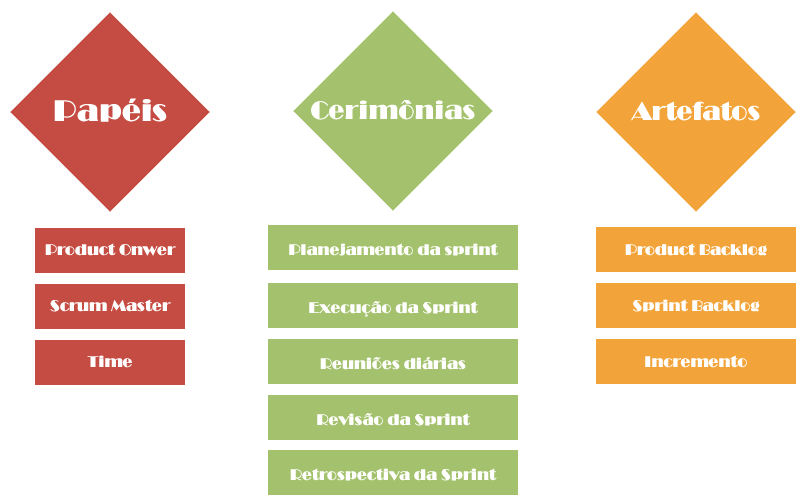 Papéis
Product Onwer
Scrum Master
Time
Cerimônias
Planejamento da sprint
Execução da Sprint
Reuniões diárias
Revisão da Sprint
Retrospectiva da Sprint
Artefatos
Product Backlog
Sprint Backlog
Incremento